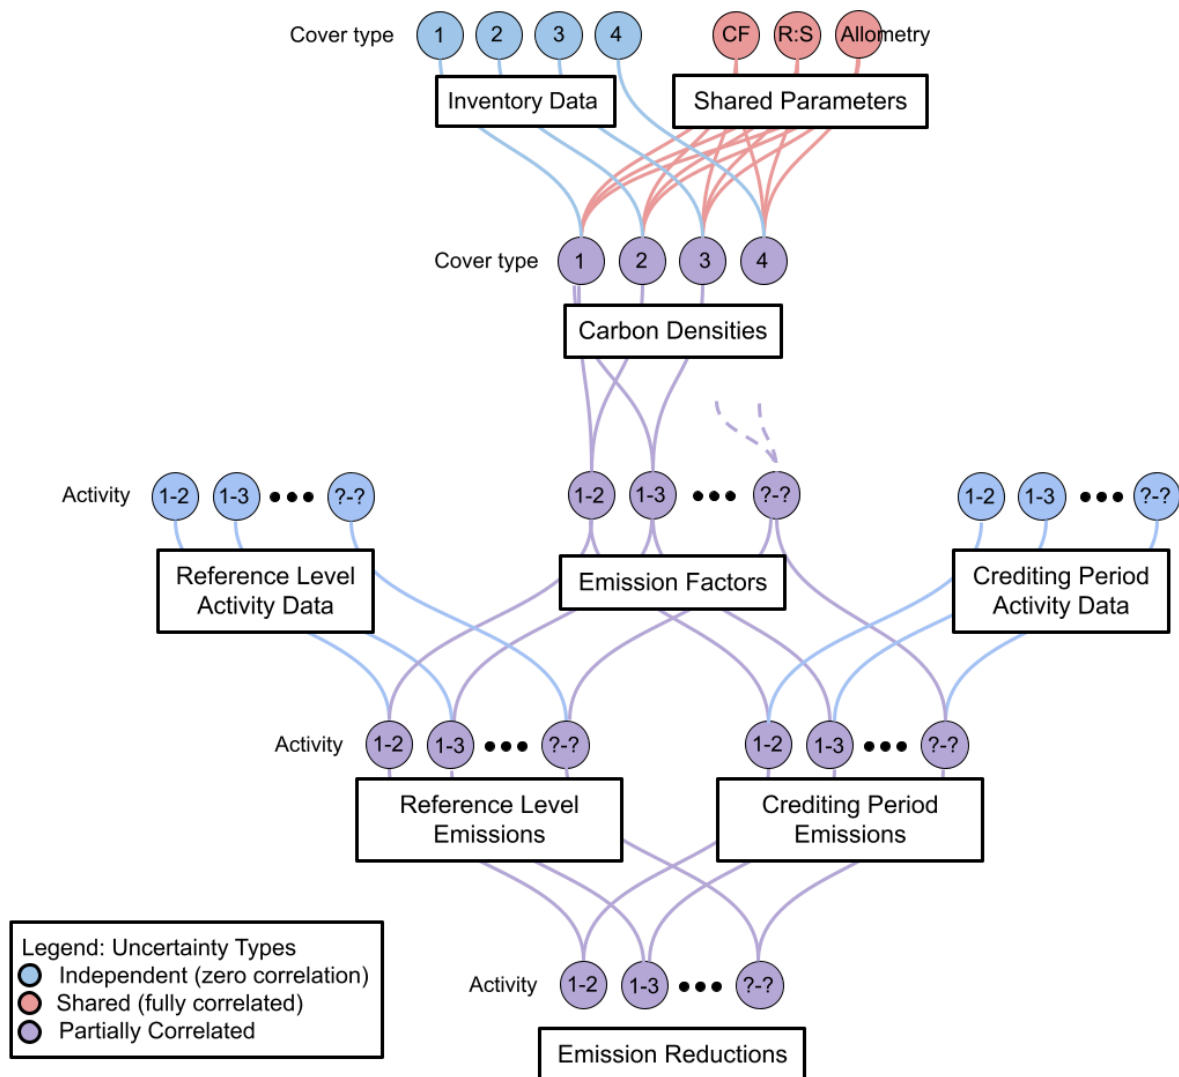 Cover type 1 2 3 4 CF R:S Allometry
Inventory Data
Shared Parameters
Cover type 1 2 3 4
Carbon Densities
Activity 1-2 1-3 ●●● ?-?
1-2 1-3 ●●● ?-?
1-2 1-3 ●●● ?-?
Reference Level
Activity Data
Emission Factors
Crediting Period
Activity Data
Activity 1-2 1-3 ●●● ?-?
1-2 1-3 ●●● ?-?
Reference Level
Emissions
Crediting Period
Emissions
Legend: Uncertainty Types
Independent (zero correlation)
Shared (fully correlated)
Partially Correlated
Activity 1-2 1-3 ●●● ?-?
Emission Reductions